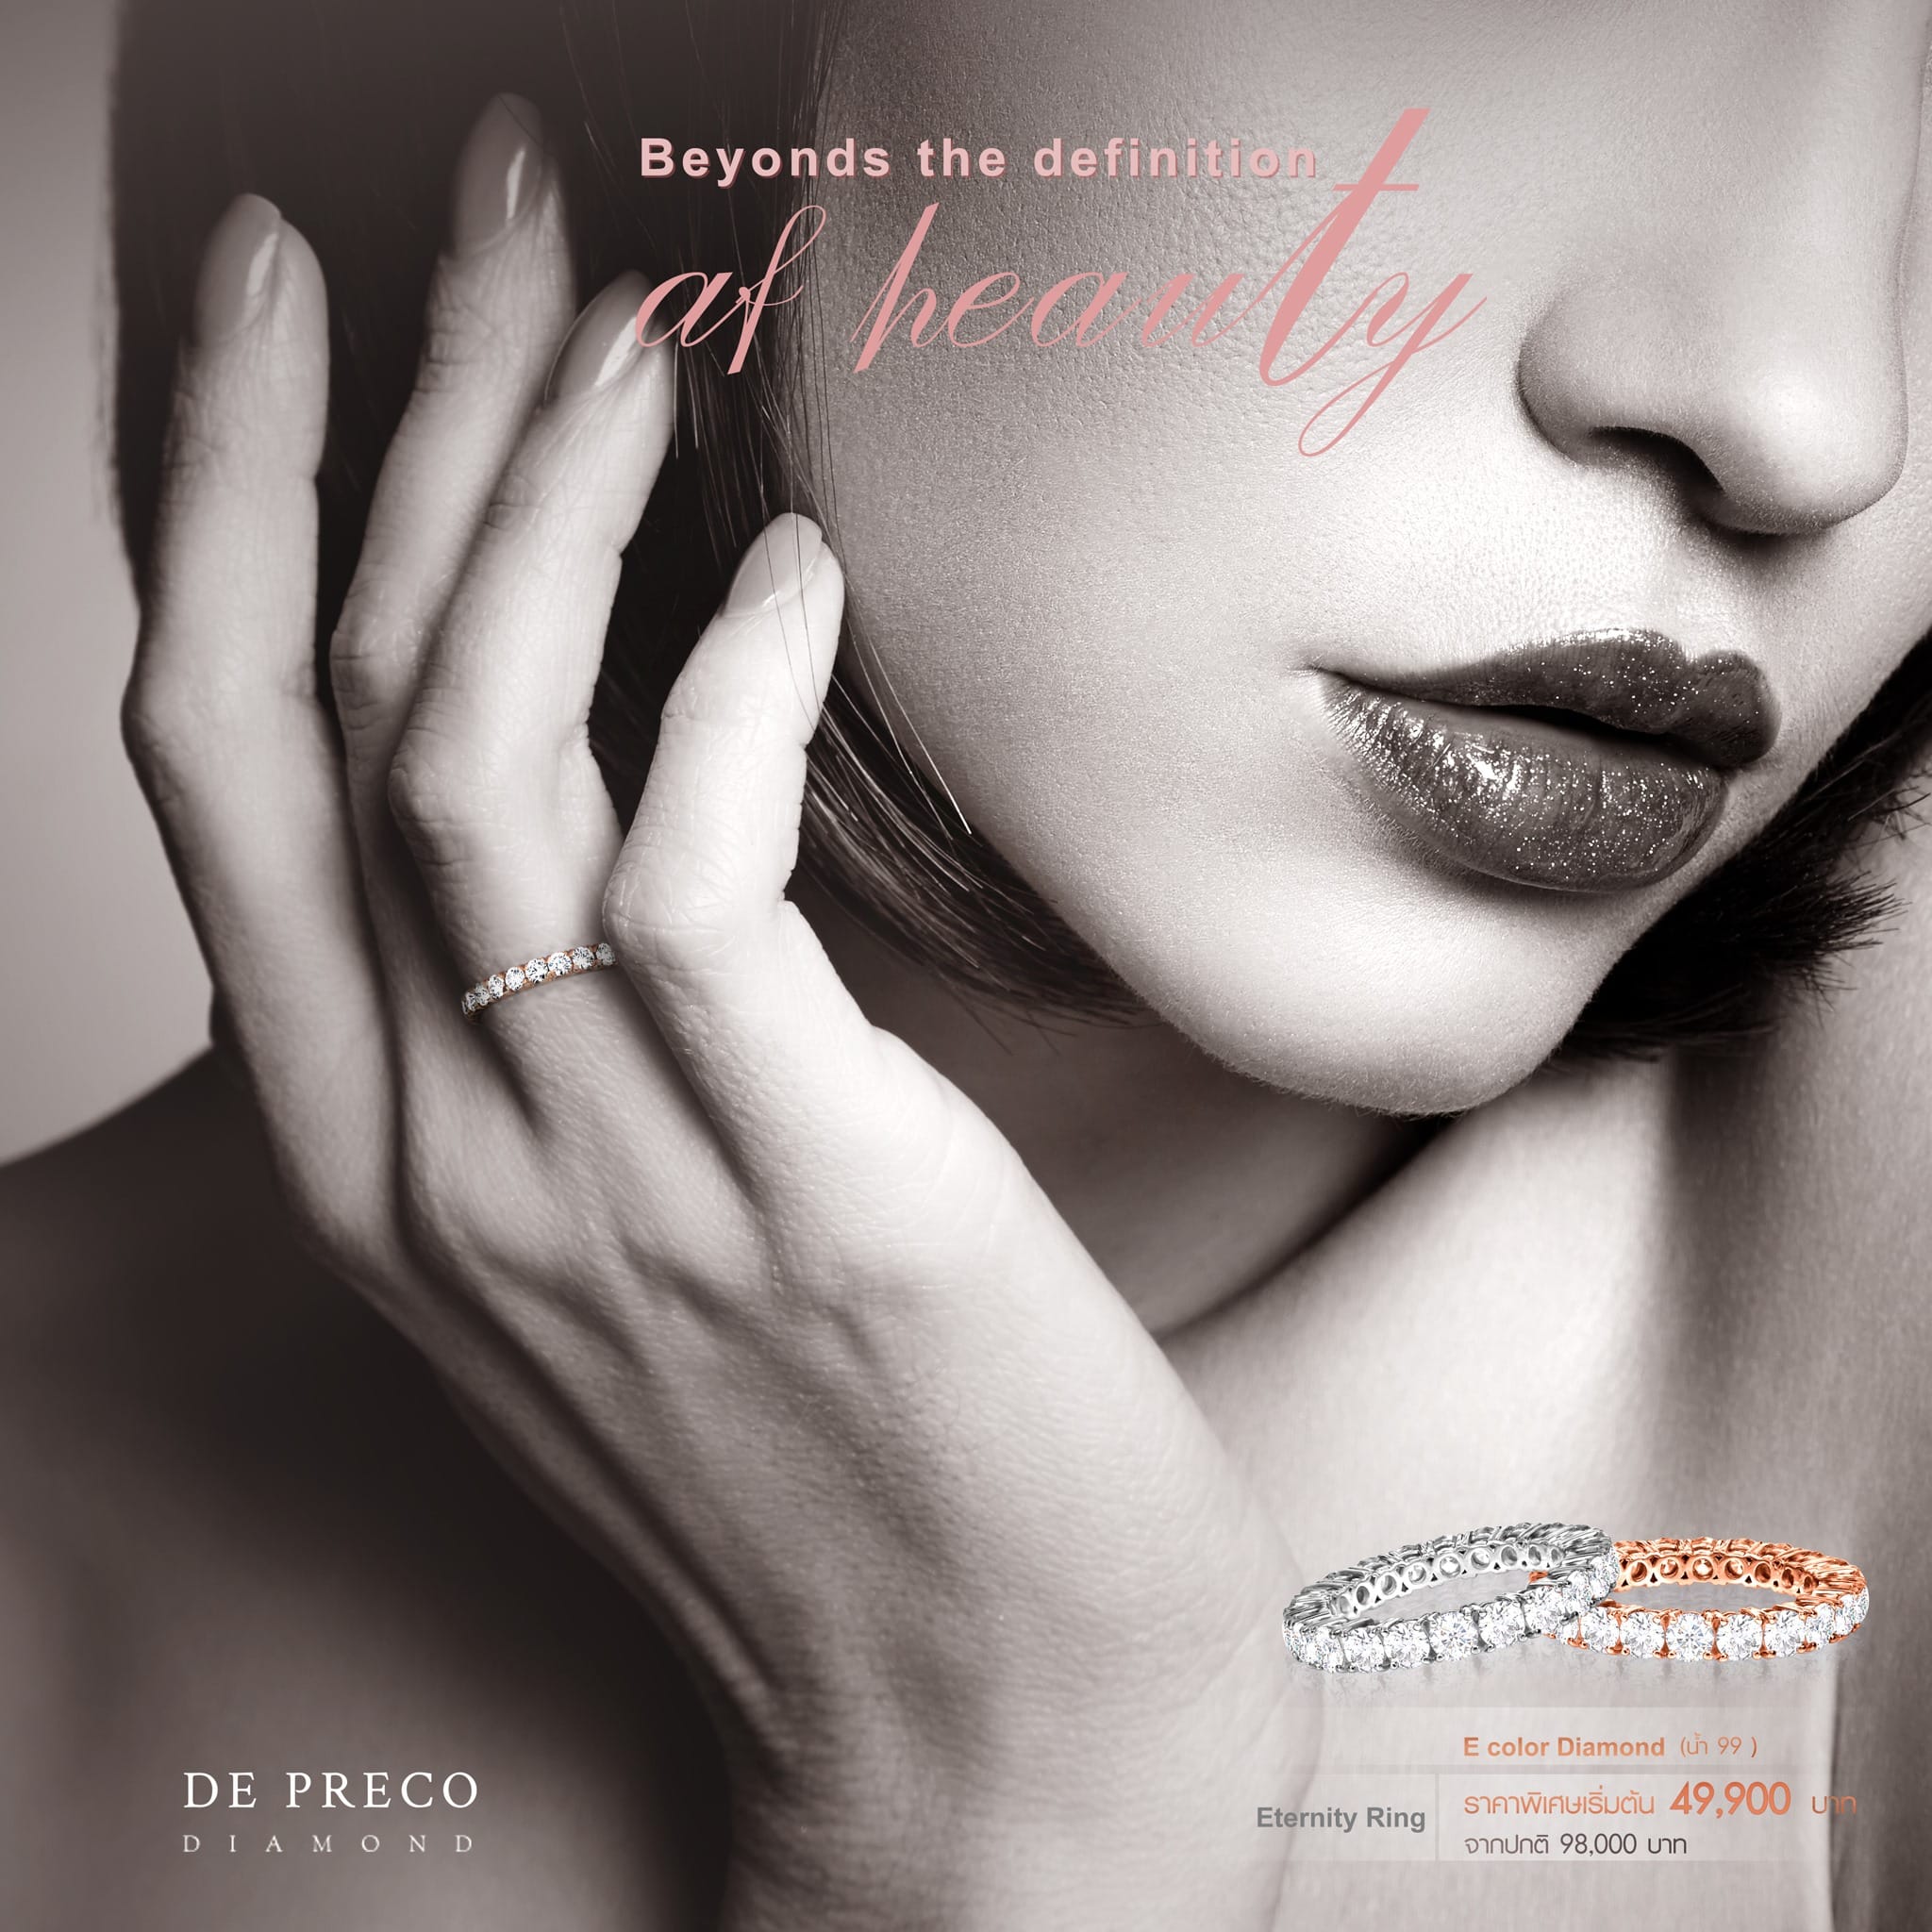 Beyonds the definition
of beauty
E color Diamond (น้ำ 99 )
Eternity Ring
ราคาพิเศษเริ่มต้น 49,900 บาท
จากปกติ 98,000 บาท
DE PRECO
DIAMOND